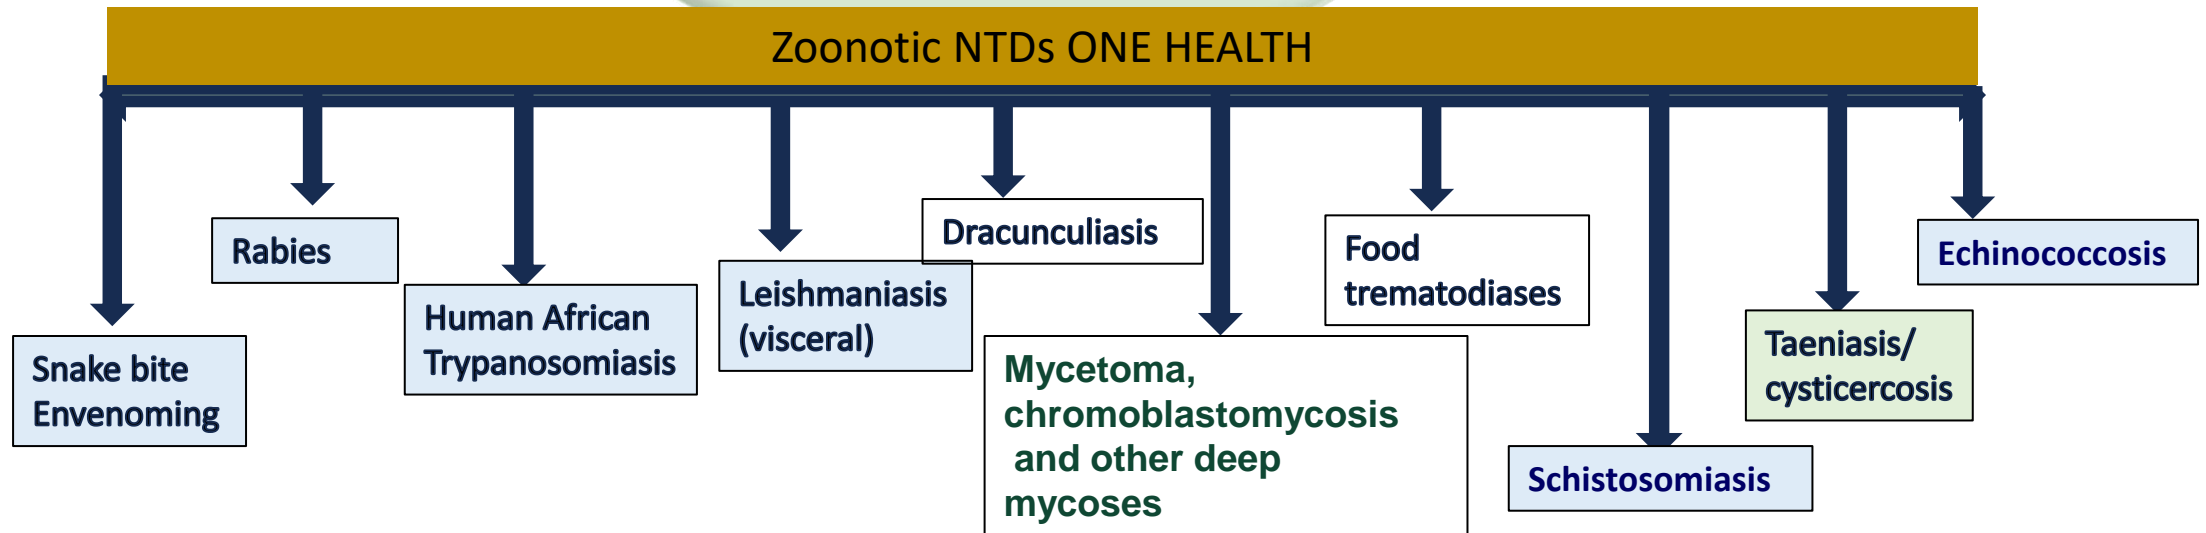 Zoonotic NTDs ONE HEALTH
Snake bite
Envenoming
Rabies
Human African
Trypanosomiasis
Leishmaniasis
(visceral)
Dracunculiasis
Mycetoma,
chromoblastomycosis
and other deep
mycoses
Food
trematodiases
Schistosomiasis
Taeniasis/
cysticercosis
Echinococcosis